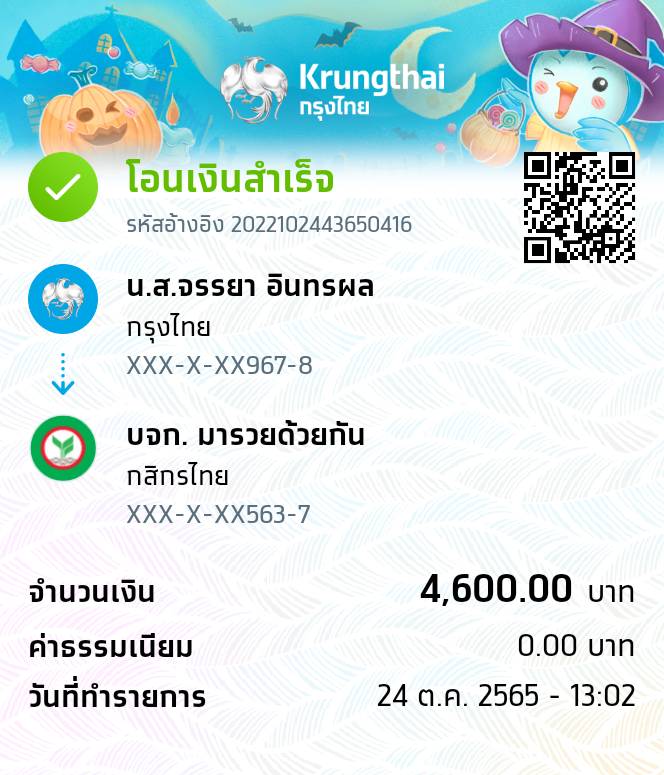 Krungthai
กรุงไทย
โอนเงินสำเร็จ
รหัสอ้างอิง 2022102443650416
น.ส.จรรยา อินทรผล
กรุงไทย
XXX-X-XX967-8
บจก. มารวยด้วยกัน
กสิกรไทย
XXX-X-XX563-7
จำนวนเงิน 4,600.00 บาท
ค่าธรรมเนียม 0.00 บาท
วันที่ทำรายการ 24 ต.ค. 2565 - 13:02